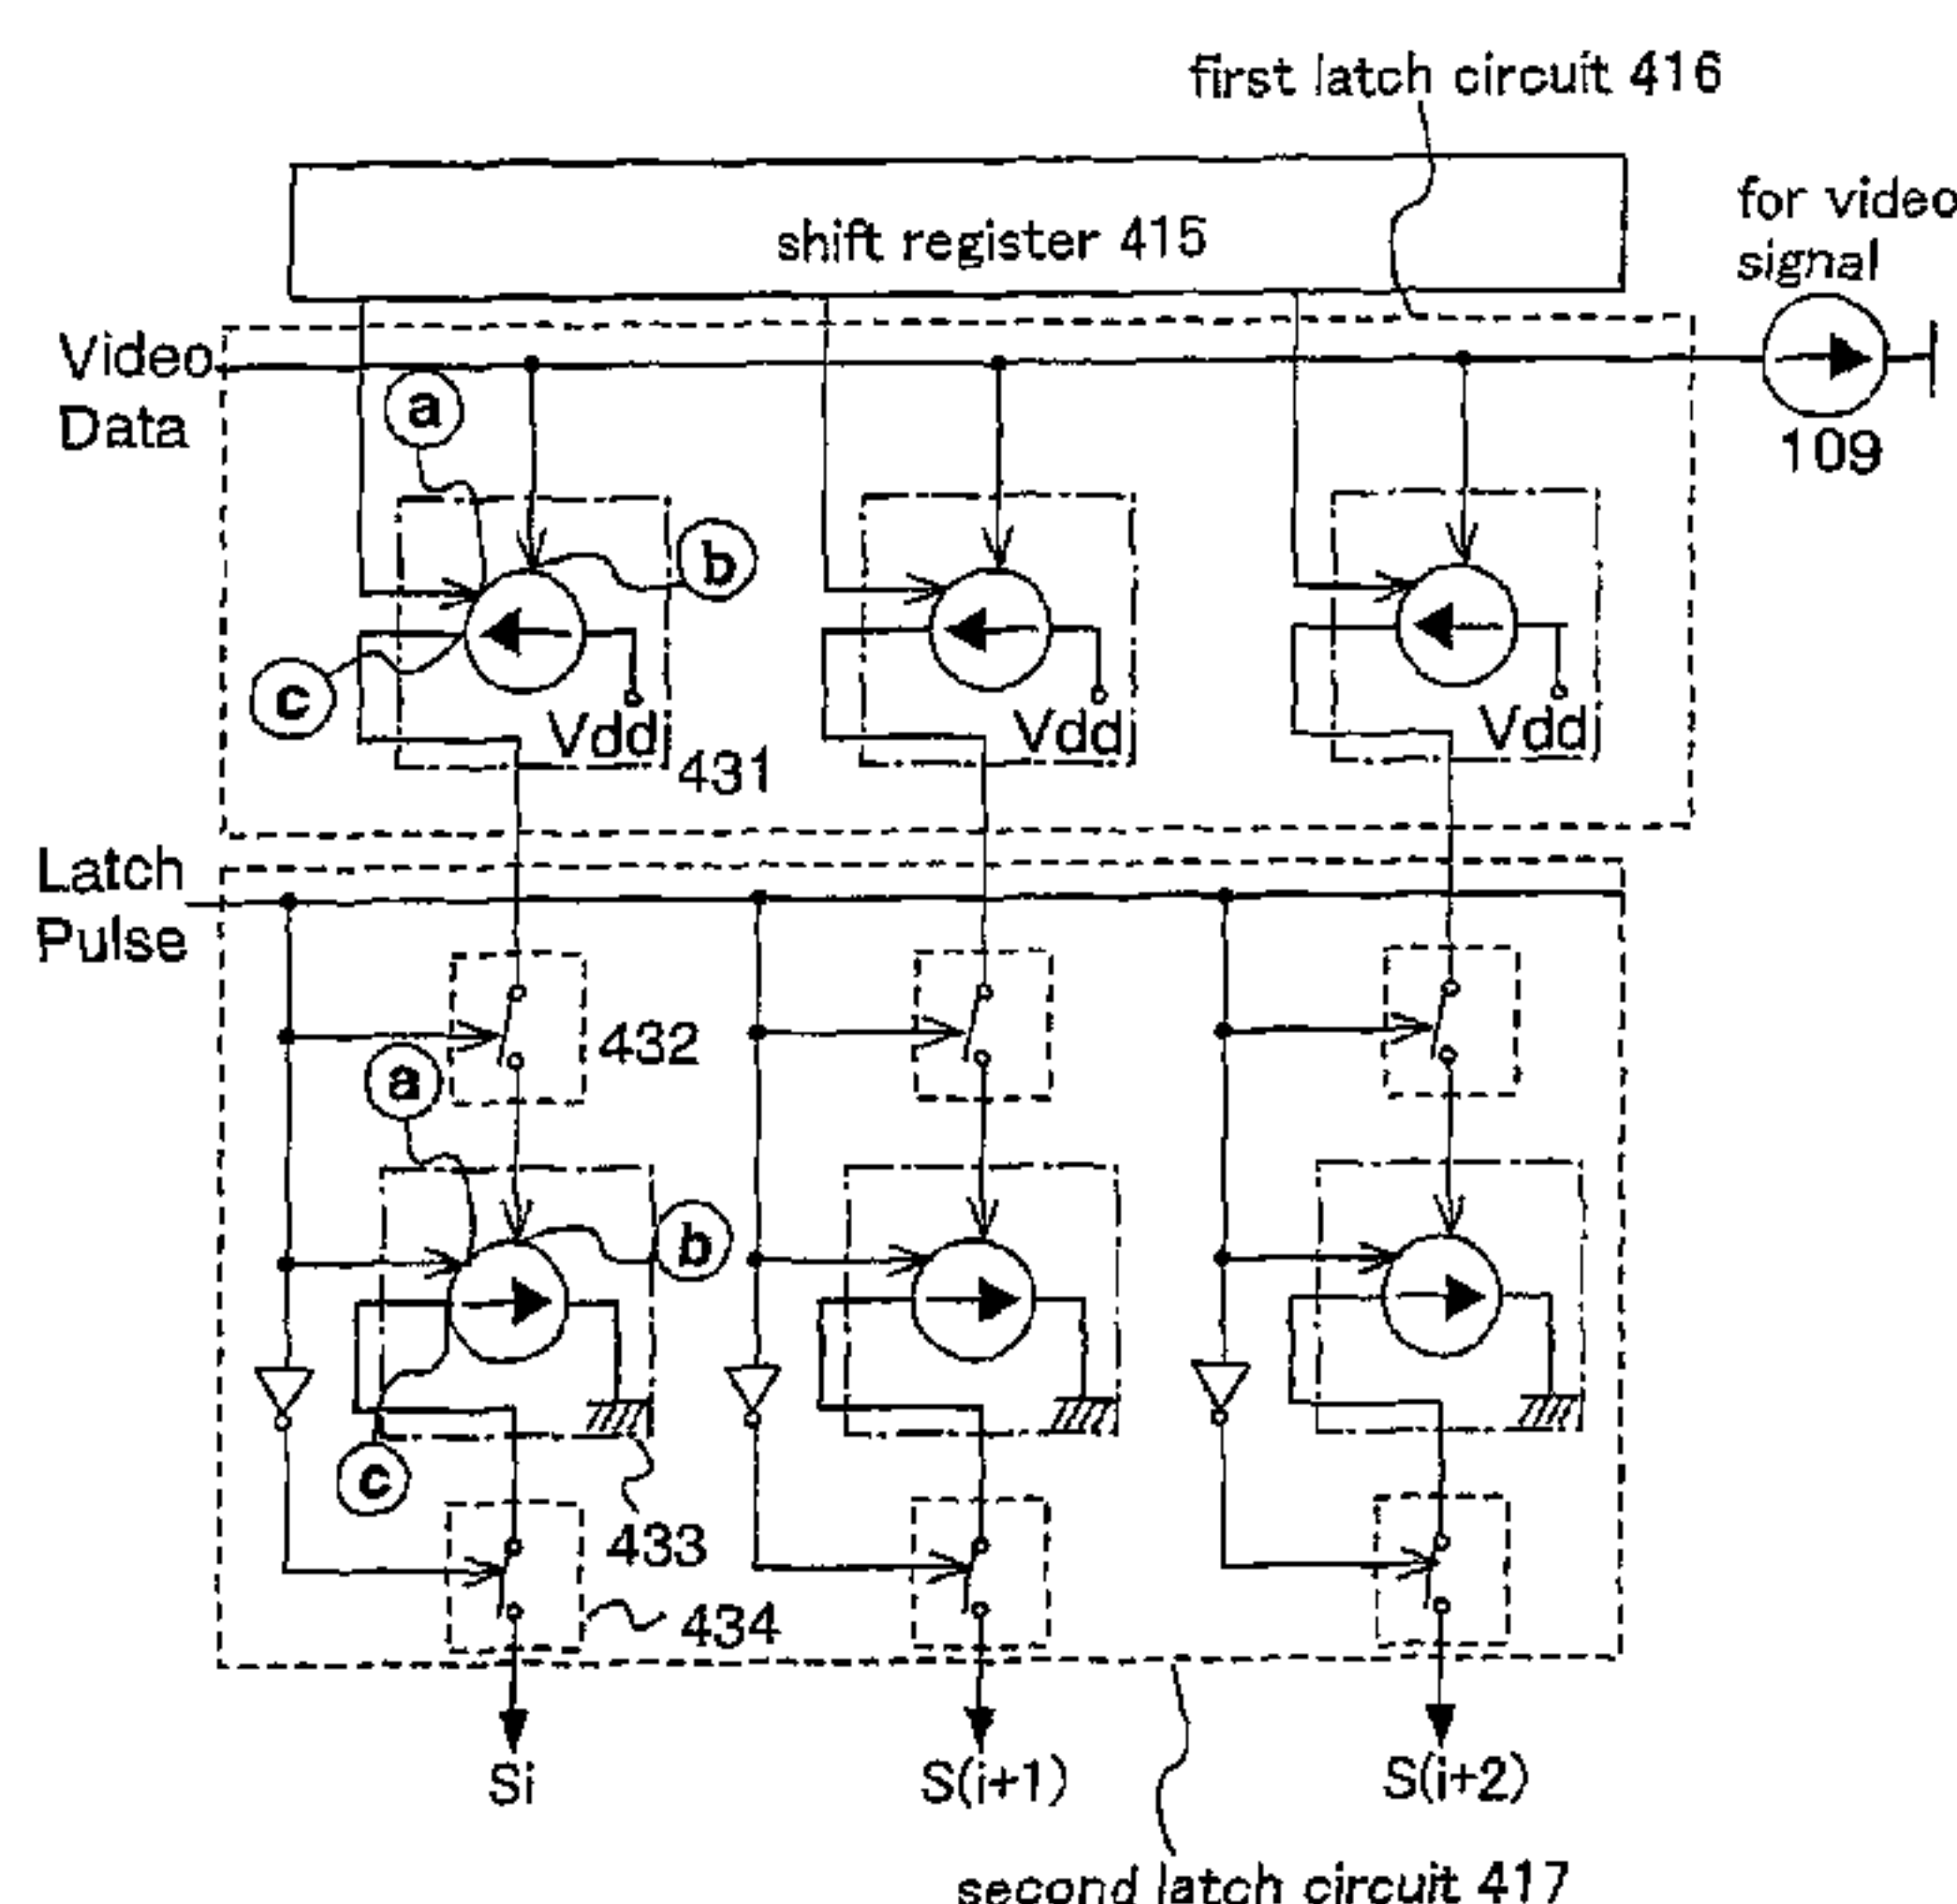 first latch circuit 416
shift register 415
for video
signal
Video
Data
109
a
b
c
Vdd
Vdd
Vdd
431
Latch
Pulse
432
a
b
c
433
434
Si
S(i+1)
S(i+2)
second latch circuit 417